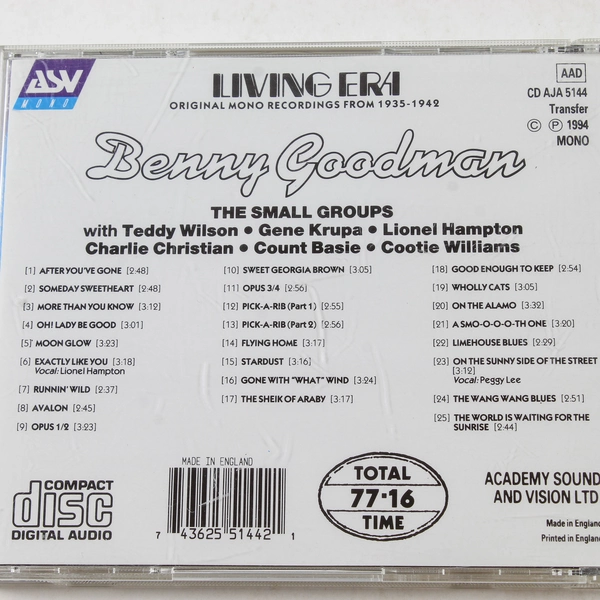 ASV
MONO
LIVING ERA
ORIGINAL MONO RECORDINGS FROM 1935-1942
AAD
CD AJA 5144
Transfer
© ℗ 1994
MONO
Benny Goodman
THE SMALL GROUPS
with Teddy Wilson • Gene Krupa • Lionel Hampton
Charlie Christian • Count Basie • Cootie Williams
[1] AFTER YOU'VE GONE [2:48]
[2] SOMEDAY SWEETHEART [2:48]
[3] MORE THAN YOU KNOW [3:12]
[4] OH! LADY BE GOOD [3:01]
[5] MOON GLOW [3:23]
[6] EXACTLY LIKE YOU [3:18]
Vocal: Lionel Hampton
[7] RUNNIN' WILD [2:37]
[8] AVALON [2:45]
[9] OPUS 1/2 [3:23]
[10] SWEET GEORGIA BROWN [3:05]
[11] OPUS 3/4 [2:56]
[12] PICK-A-RIB (Part 1) [2:55]
[13] PICK-A-RIB (Part 2) [2:56]
[14] FLYING HOME [3:17]
[15] STARDUST [3:16]
[16] GONE WITH "WHAT" WIND [3:24]
[17] THE SHEIK OF ARABY [3:17]
[18] GOOD ENOUGH TO KEEP [2:54]
[19] WHOLLY CATS [3:05]
[20] ON THE ALAMO [3:32]
[21] A SMO-O-O-O-TH ONE [3:20]
[22] LIMEHOUSE BLUES [2:29]
[23] ON THE SUNNY SIDE OF THE STREET
[3:12]
Vocal: Peggy Lee
[24] THE WANG WANG BLUES [2:51]
[25] THE WORLD IS WAITING FOR THE
SUNRISE [2:44]
COMPACT
disc
DIGITAL AUDIO
MADE IN ENGLAND
7 43625 51442 1
TOTAL
77·16
TIME
ACADEMY SOUND
AND VISION LTD
Made in England
Printed in England